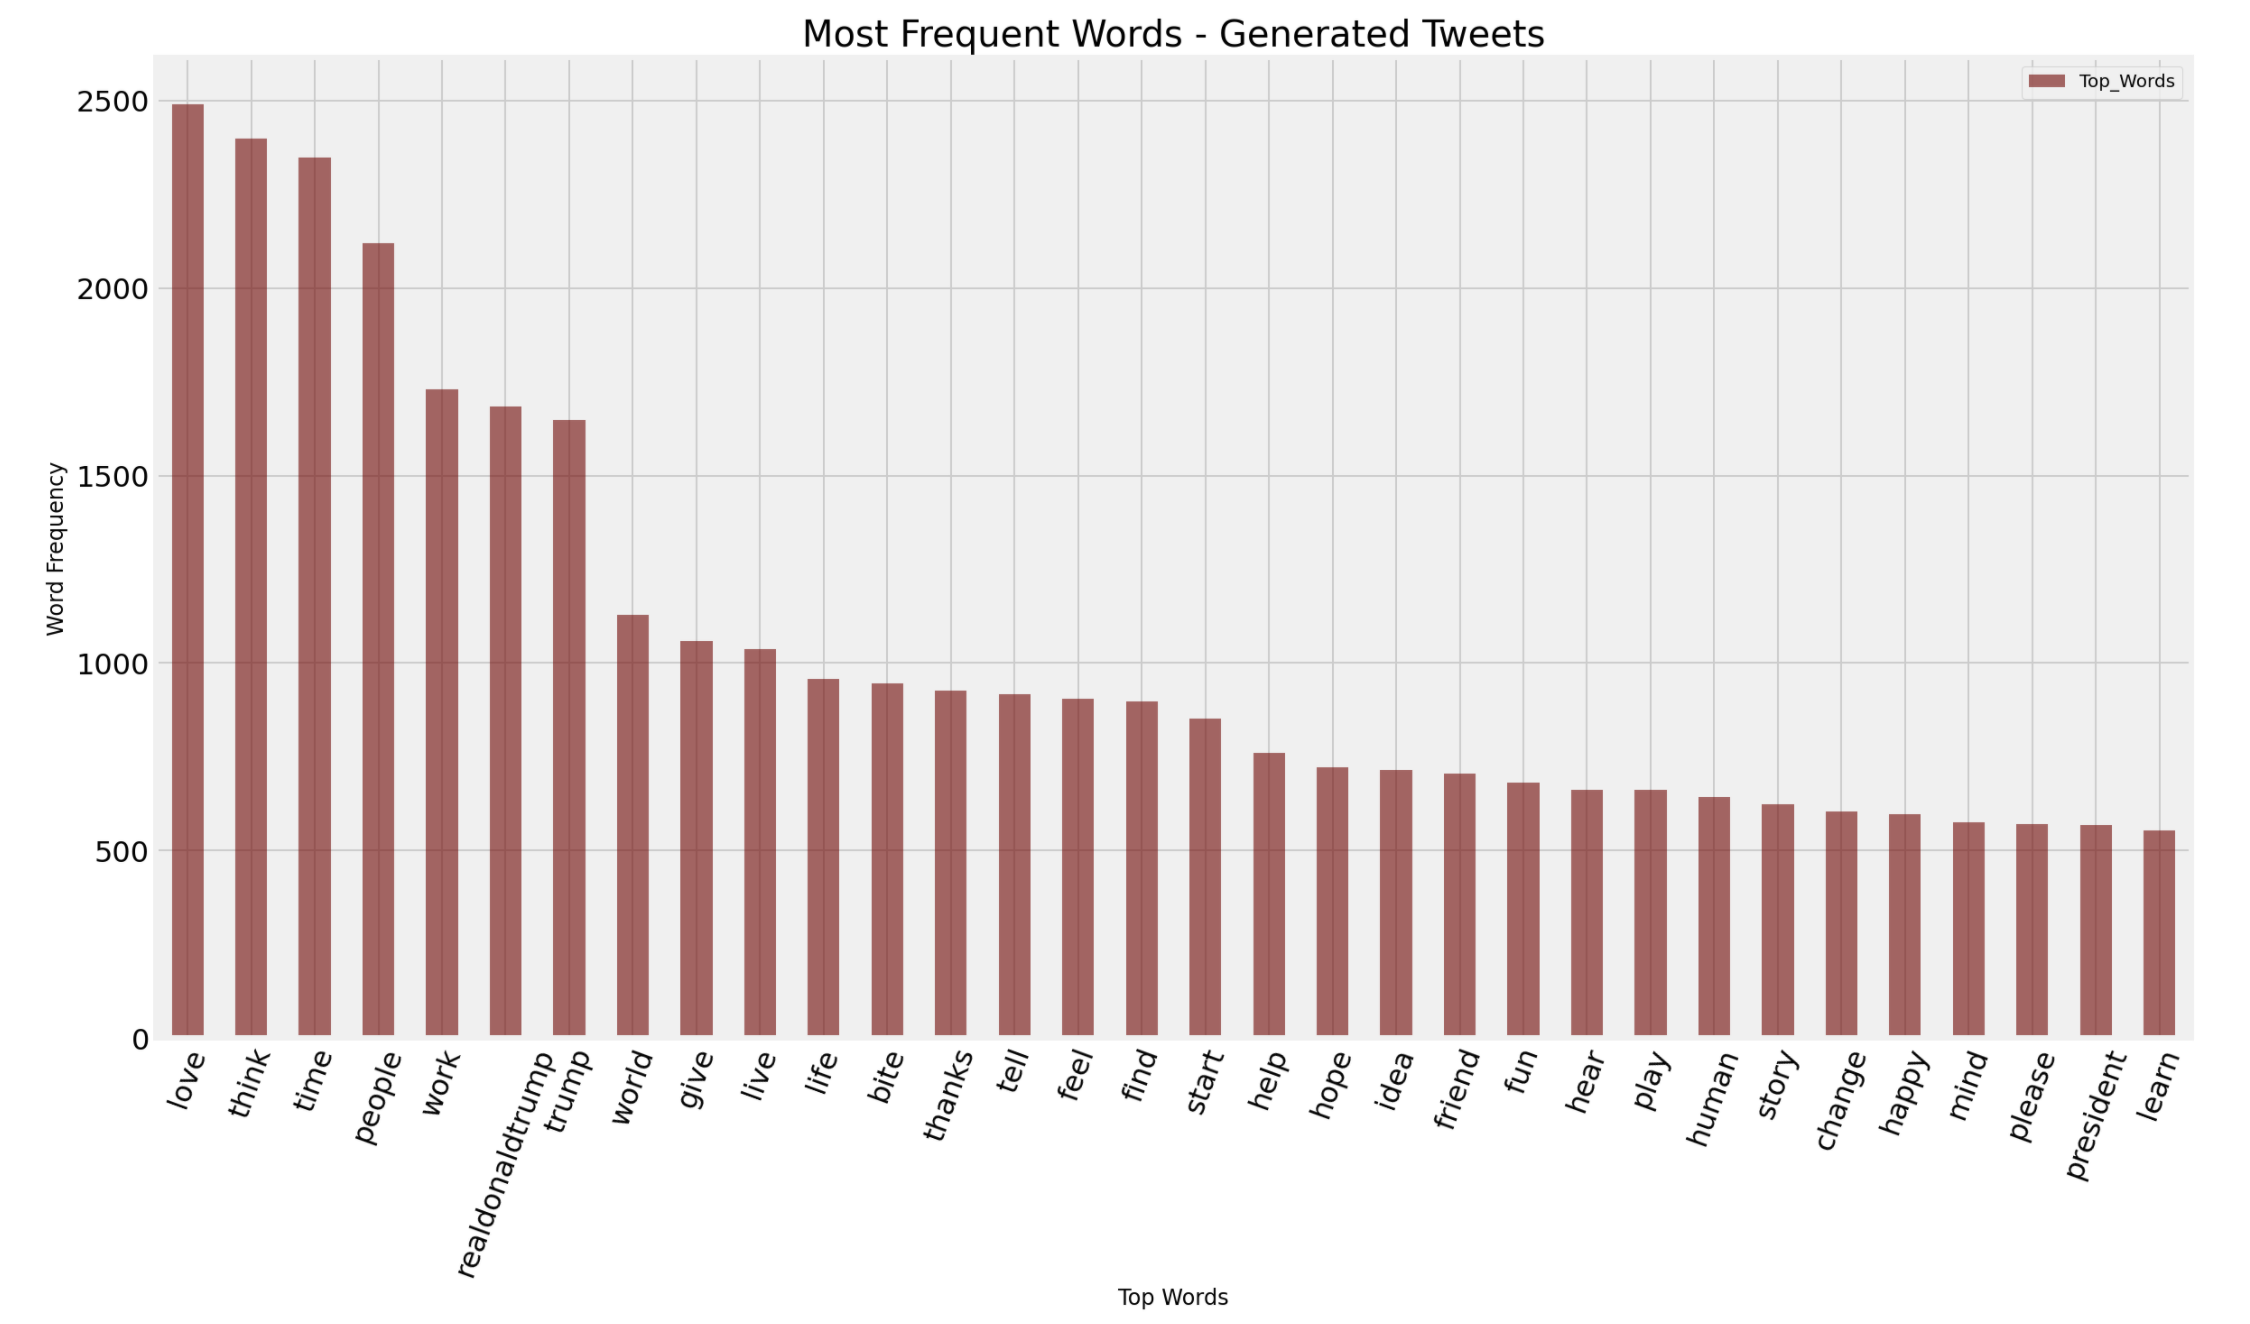 Most Frequent Words - Generated Tweets
Top_Words
2500
2000
1500
1000
500
0
Word Frequency
love
think
time
people
work
realdonaldtrump
trump
world
give
live
life
bite
thanks
tell
feel
find
start
help
hope
idea
friend
fun
hear
play
human
story
change
happy
mind
please
president
learn
Top Words